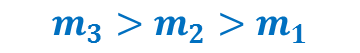 m₃ > m₂ > m₁